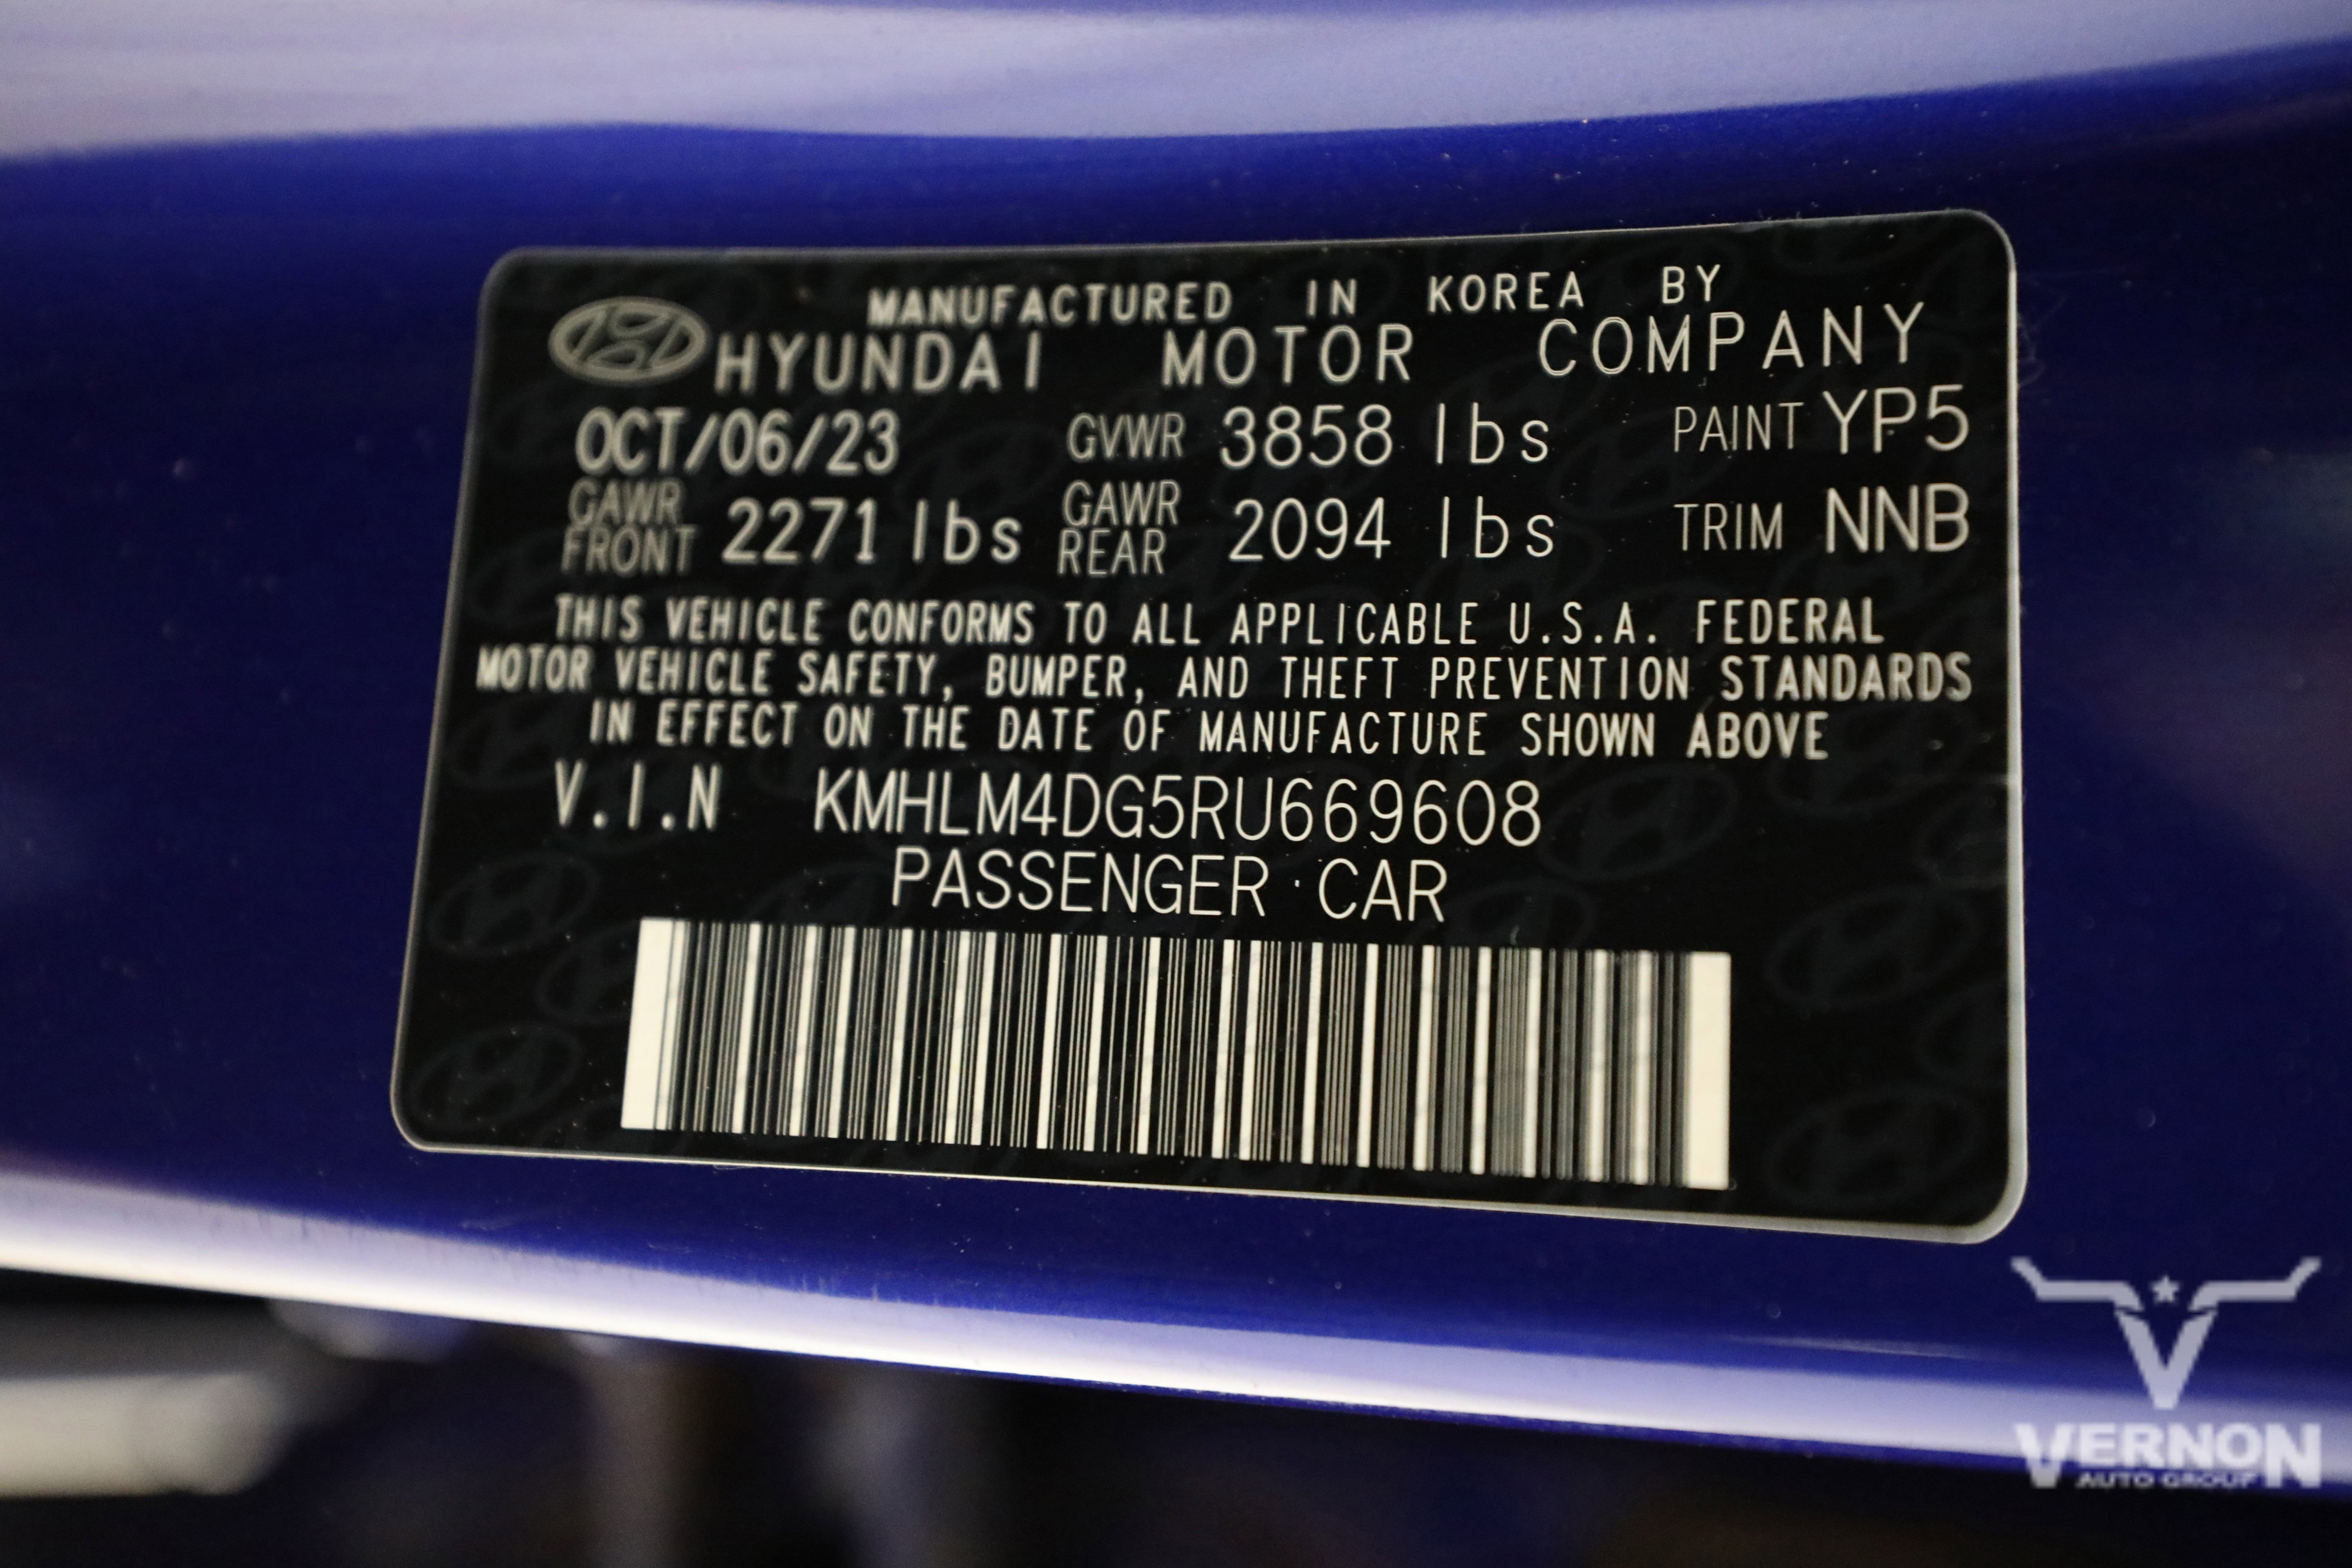 MANUFACTURED IN KOREA BY
HYUNDAI MOTOR COMPANY
OCT/06/23 GVWR 3858 lbs PAINT YP5
GAWR FRONT 2271 lbs GAWR REAR 2094 lbs TRIM NNB
THIS VEHICLE CONFORMS TO ALL APPLICABLE U.S.A. FEDERAL
MOTOR VEHICLE SAFETY, BUMPER, AND THEFT PREVENTION STANDARDS
IN EFFECT ON THE DATE OF MANUFACTURE SHOWN ABOVE
V.I.N KMHLM4DG5RU669608
PASSENGER CAR
V
VERNON
AUTO GROUP